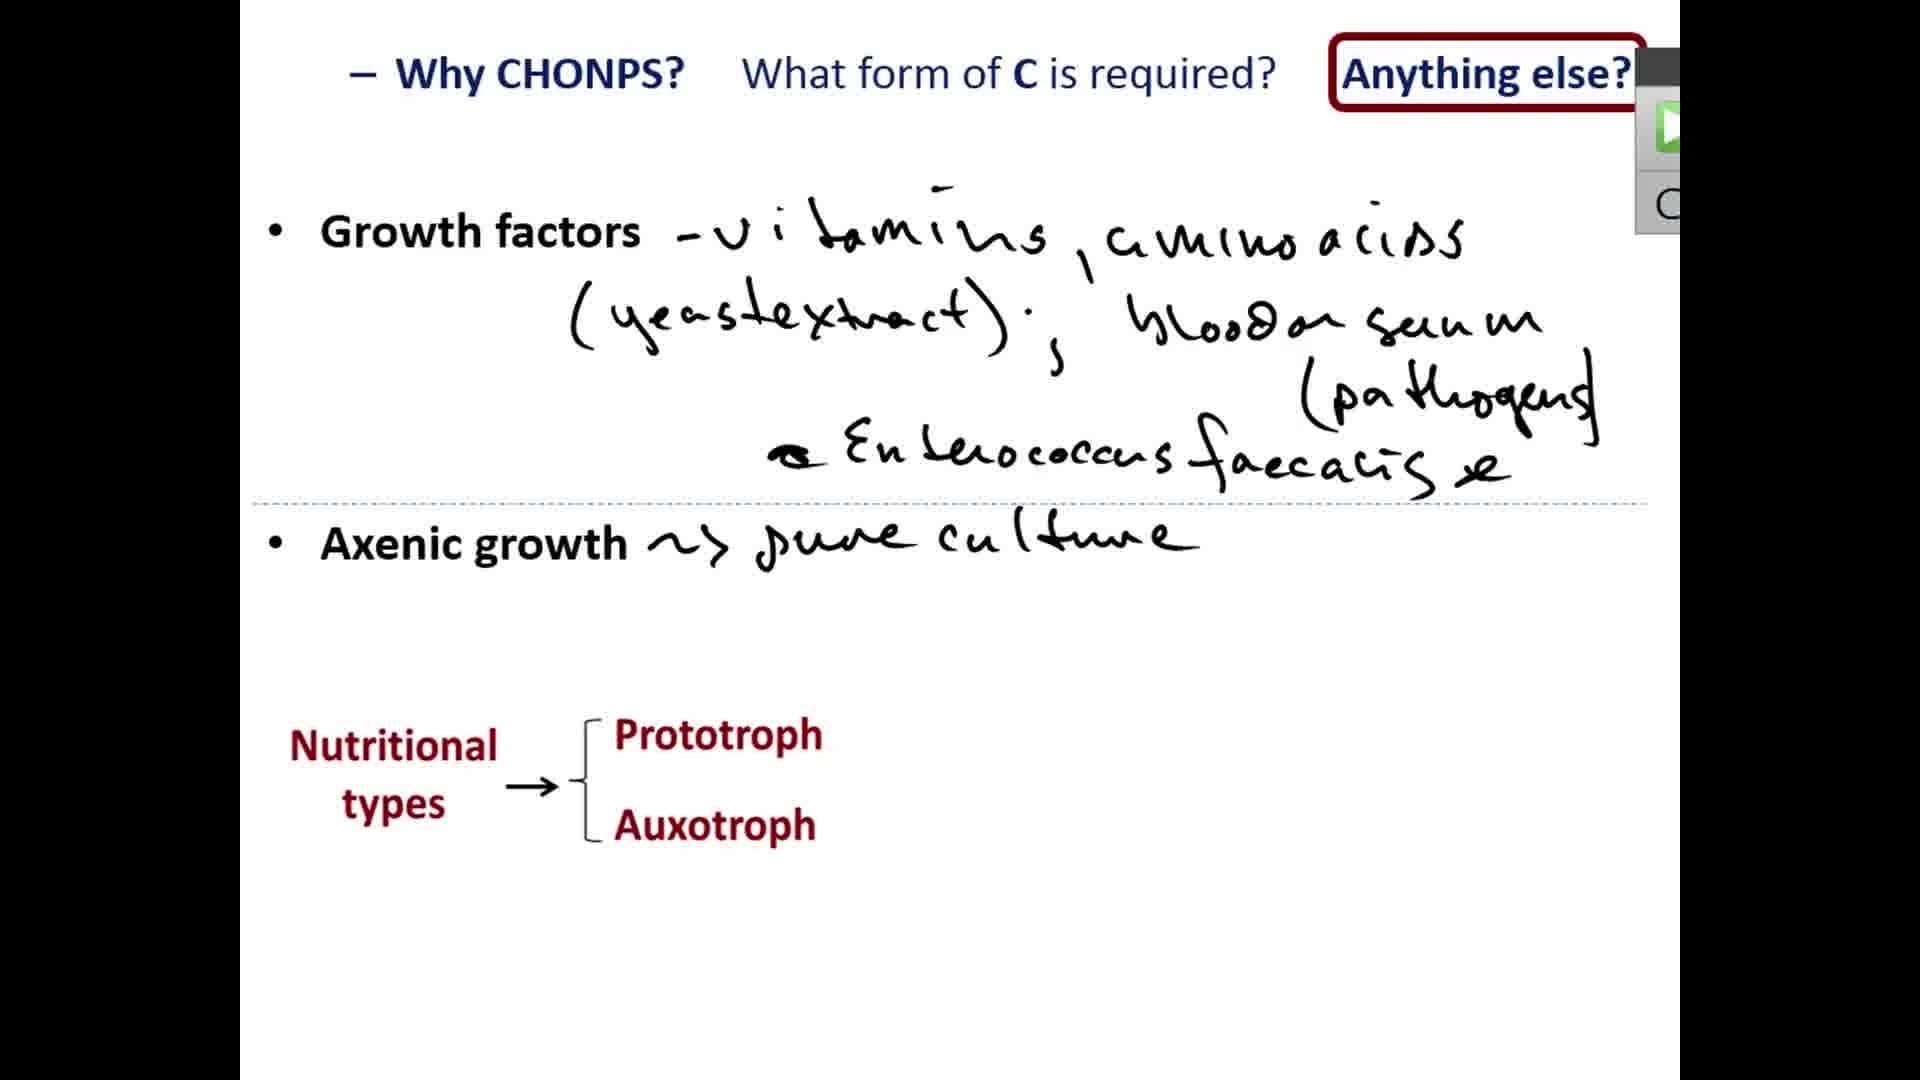 – Why CHONPS? What form of C is required? Anything else?
• Growth factors - vitamins, amino acids
(yeast extract); blood or serum
(pathogens)
- Enterococcus faecalis
• Axenic growth ~> pure culture
Nutritional types → Prototroph
Auxotroph